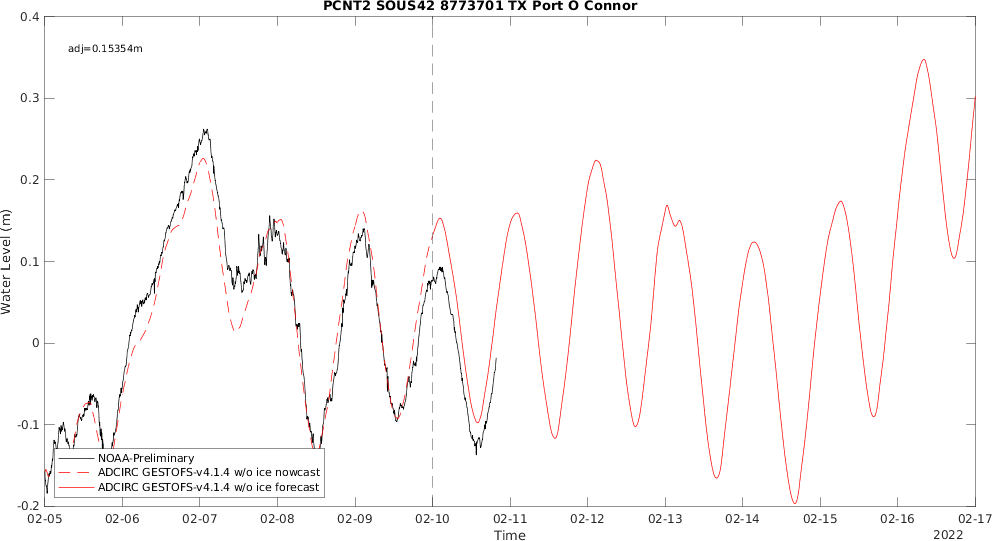 PCNT2 SOUS42 8773701 TX Port O Connor
adj=0.15354m
0.4
0.3
0.2
0.1
0
-0.1
-0.2
Water Level (m)
NOAA-Preliminary
ADCIRC GESTOFS-v4.1.4 w/o ice nowcast
ADCIRC GESTOFS-v4.1.4 w/o ice forecast
02-05 02-06 02-07 02-08 02-09 02-10 02-11 02-12 02-13 02-14 02-15 02-16 02-17
Time
2022